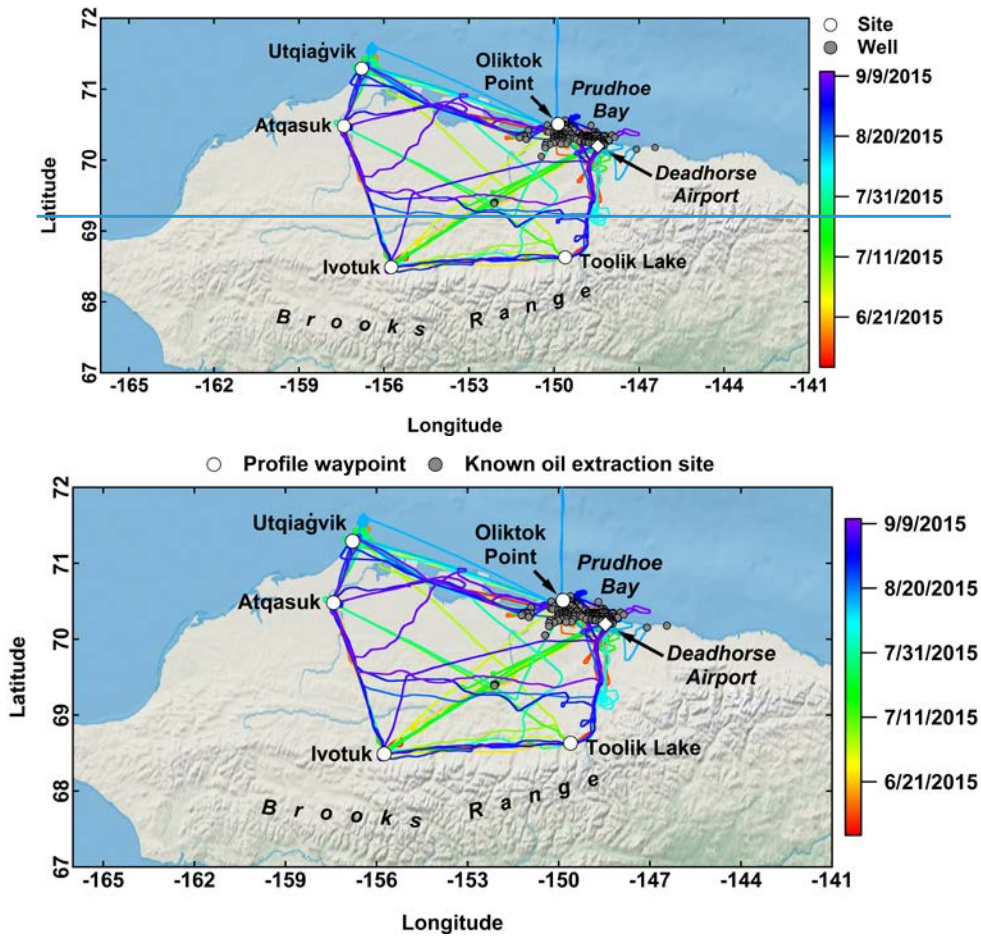 72
71
70
69
68
67
Latitude
Utqiaġvik
Atqasuk
Ivotuk
Oliktok
Point
Prudhoe
Bay
Deadhorse
Airport
Toolik Lake
Brooks Range
-165 -162 -159 -156 -153 -150 -147 -144 -141
Longitude
Site
Well
9/9/2015
8/20/2015
7/31/2015
7/11/2015
6/21/2015
Profile waypoint Known oil extraction site
72
71
70
69
68
67
Latitude
Utqiaġvik
Atqasuk
Ivotuk
Oliktok
Point
Prudhoe
Bay
Deadhorse
Airport
Toolik Lake
Brooks Range
-165 -162 -159 -156 -153 -150 -147 -144 -141
Longitude
9/9/2015
8/20/2015
7/31/2015
7/11/2015
6/21/2015